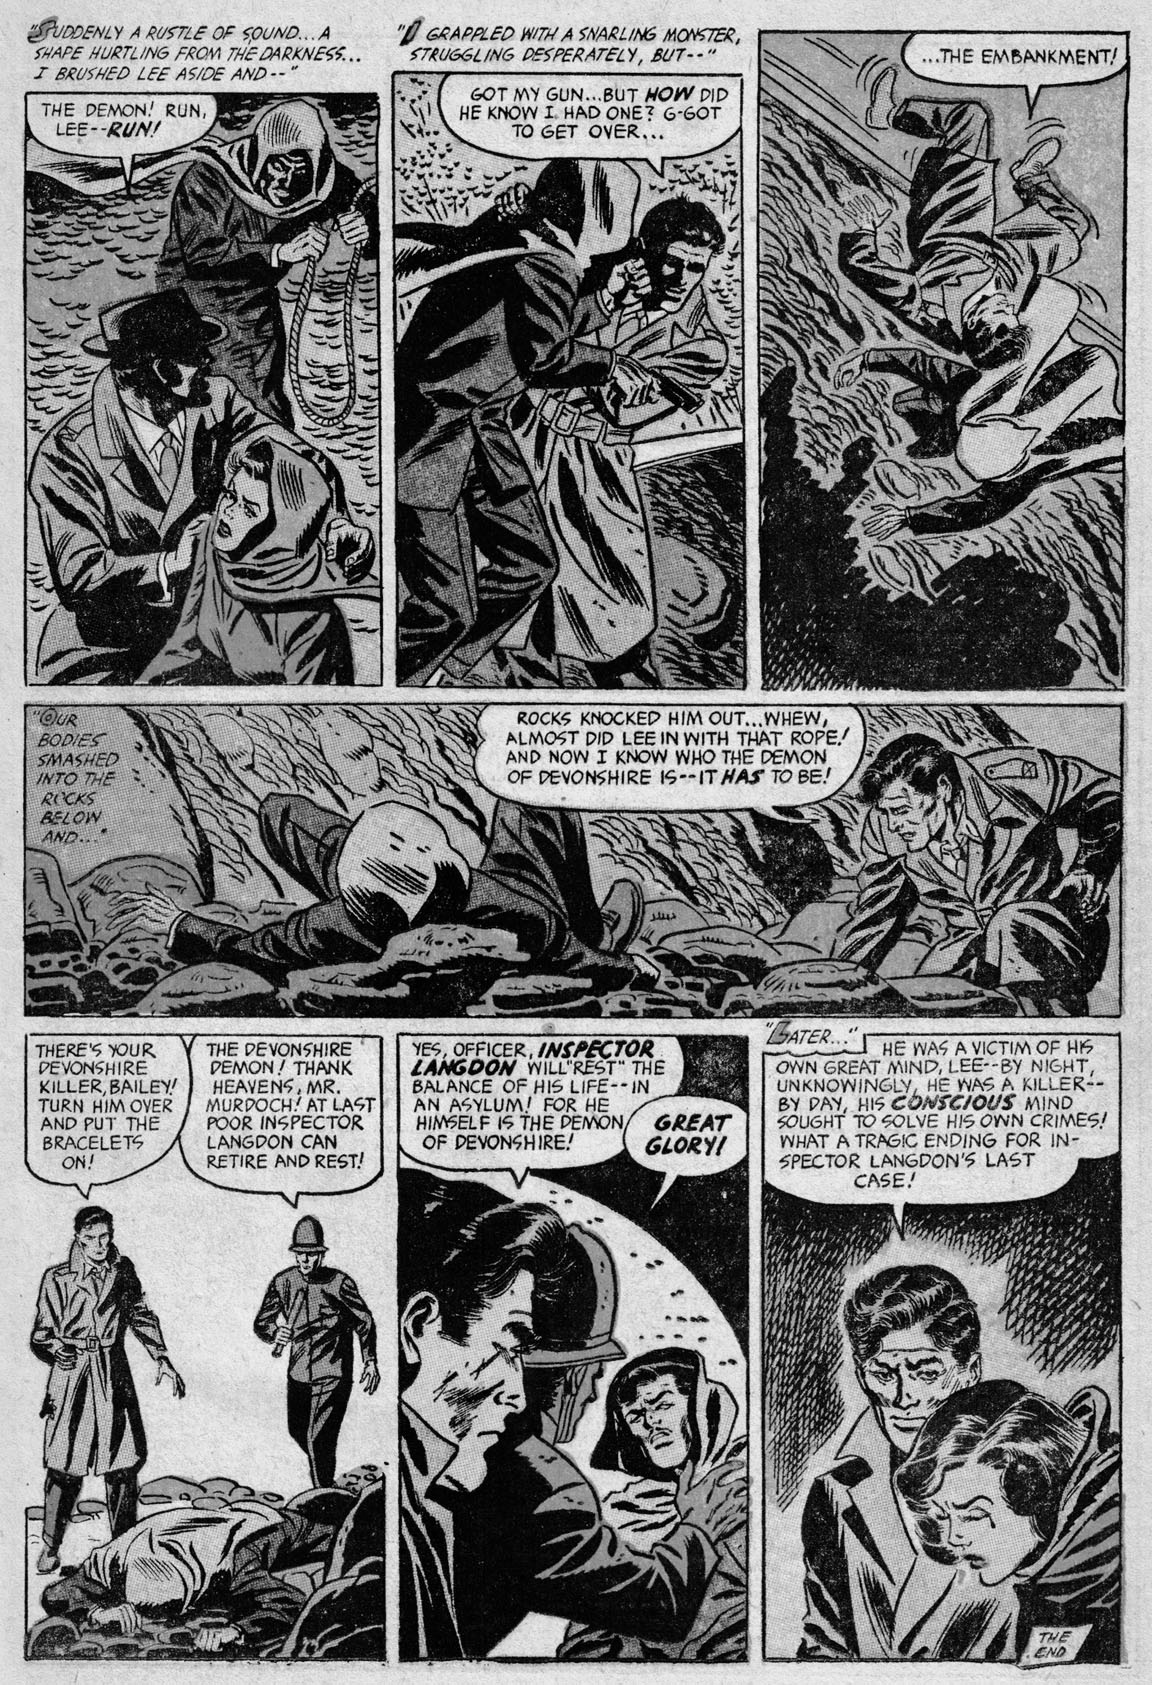 "SUDDENLY A RUSTLE OF SOUND...A
SHAPE HURTLING FROM THE DARKNESS...
I BRUSHED LEE ASIDE AND--"
THE DEMON! RUN,
LEE--RUN!
"I GRAPPLED WITH A SNARLING MONSTER,
STRUGGLING DESPERATELY, BUT--"
GOT MY GUN...BUT HOW DID
HE KNOW I HAD ONE? G-GOT
TO GET OVER...
...THE EMBANKMENT!
"OUR
BODIES
SMASHED
INTO THE
ROCKS
BELOW
AND..."
ROCKS KNOCKED HIM OUT...WHEW,
ALMOST DID LEE IN WITH THAT ROPE!
AND NOW I KNOW WHO THE DEMON
OF DEVONSHIRE IS--IT HAS TO BE!
THERE'S YOUR
DEVONSHIRE
KILLER, BAILEY!
TURN HIM OVER
AND PUT THE
BRACELETS
ON!
THE DEVONSHIRE
DEMON! THANK
HEAVENS, MR.
MURDOCH! AT LAST
POOR INSPECTOR
LANGDON CAN
RETIRE AND REST!
YES, OFFICER, INSPECTOR
LANGDON WILL "REST" THE
BALANCE OF HIS LIFE--IN
AN ASYLUM! FOR HE
HIMSELF IS THE DEMON
OF DEVONSHIRE!
GREAT
GLORY!
"LATER..."
HE WAS A VICTIM OF HIS
OWN GREAT MIND, LEE--BY NIGHT,
UNKNOWINGLY, HE WAS A KILLER--
BY DAY, HIS CONSCIOUS MIND
SOUGHT TO SOLVE HIS OWN CRIMES!
WHAT A TRAGIC ENDING FOR IN-
SPECTOR LANGDON'S LAST
CASE!
THE
END